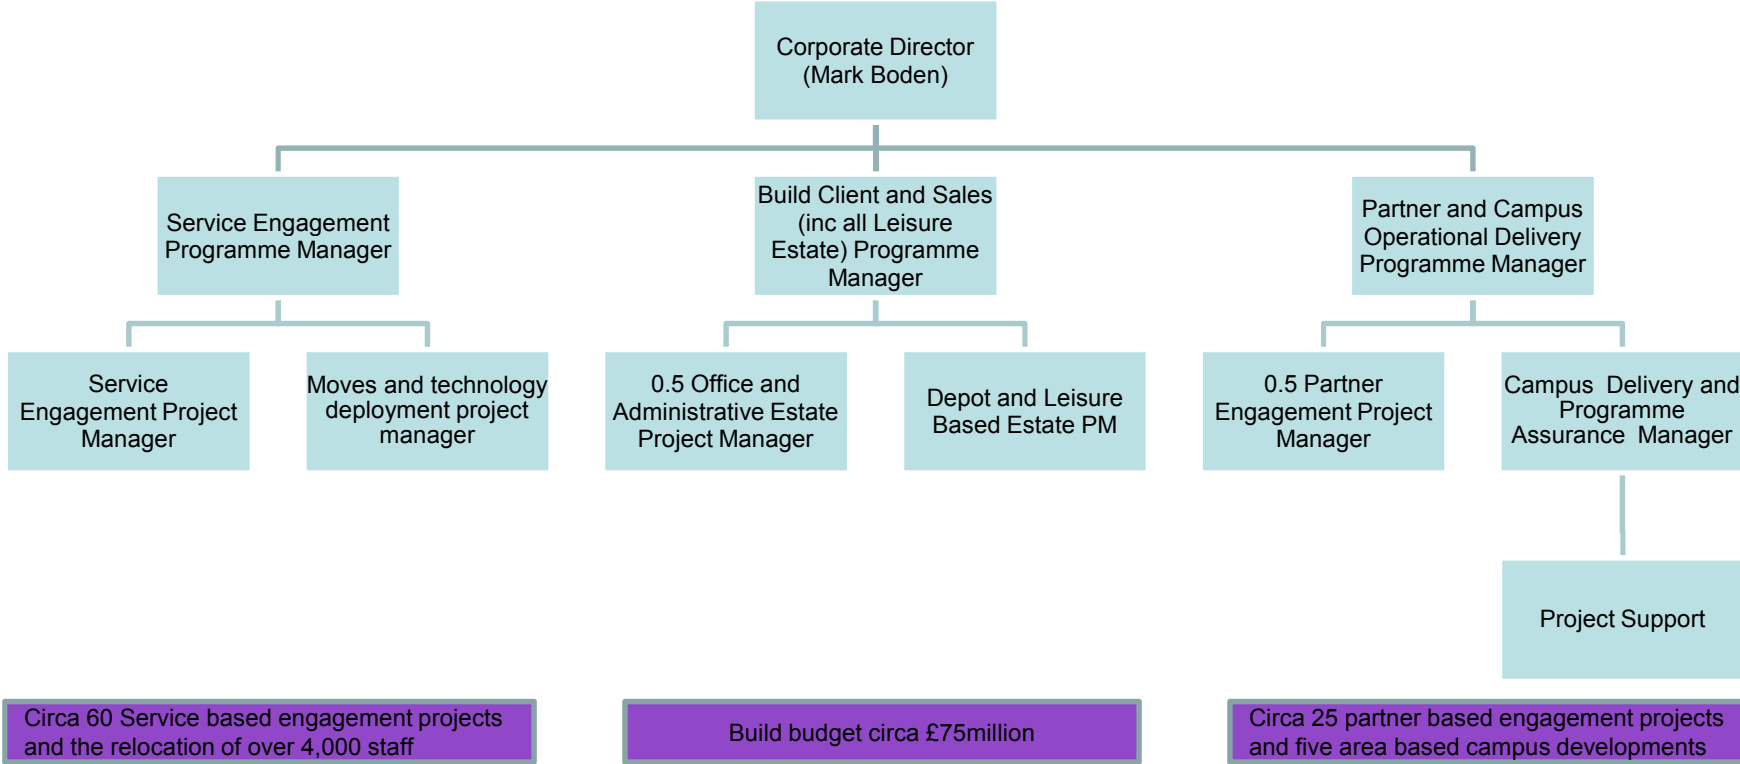 Corporate Director
(Mark Boden)
Service Engagement
Programme Manager
Build Client and Sales
(inc all Leisure
Estate) Programme
Manager
Partner and Campus
Operational Delivery
Programme Manager
Service
Engagement Project
Manager
Moves and technology
deployment project
manager
0.5 Office and
Administrative Estate
Project Manager
Depot and Leisure
Based Estate PM
0.5 Partner
Engagement Project
Manager
Campus Delivery and
Programme
Assurance Manager
Project Support
Circa 60 Service based engagement projects
and the relocation of over 4,000 staff
Build budget circa £75million
Circa 25 partner based engagement projects
and five area based campus developments